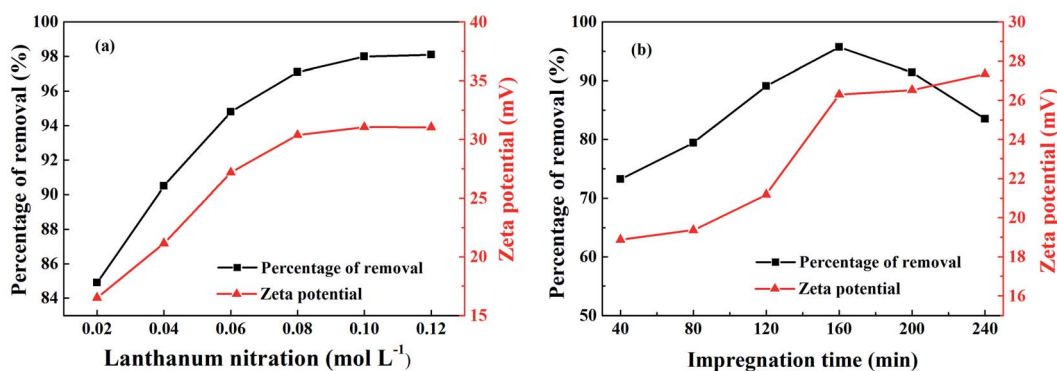 (a)
Percentage of removal (%)
100
98
96
94
92
90
88
86
84
Zeta potential (mV)
40
35
30
25
20
15
Percentage of removal
Zeta potential
0.02 0.04 0.06 0.08 0.10 0.12
Lanthanum nitration (mol L-1)
(b)
Percentage of removal (%)
100
90
80
70
60
50
Zeta potential (mV)
30
28
26
24
22
20
18
16
Percentage of removal
Zeta potential
40 80 120 160 200 240
Impregnation time (min)